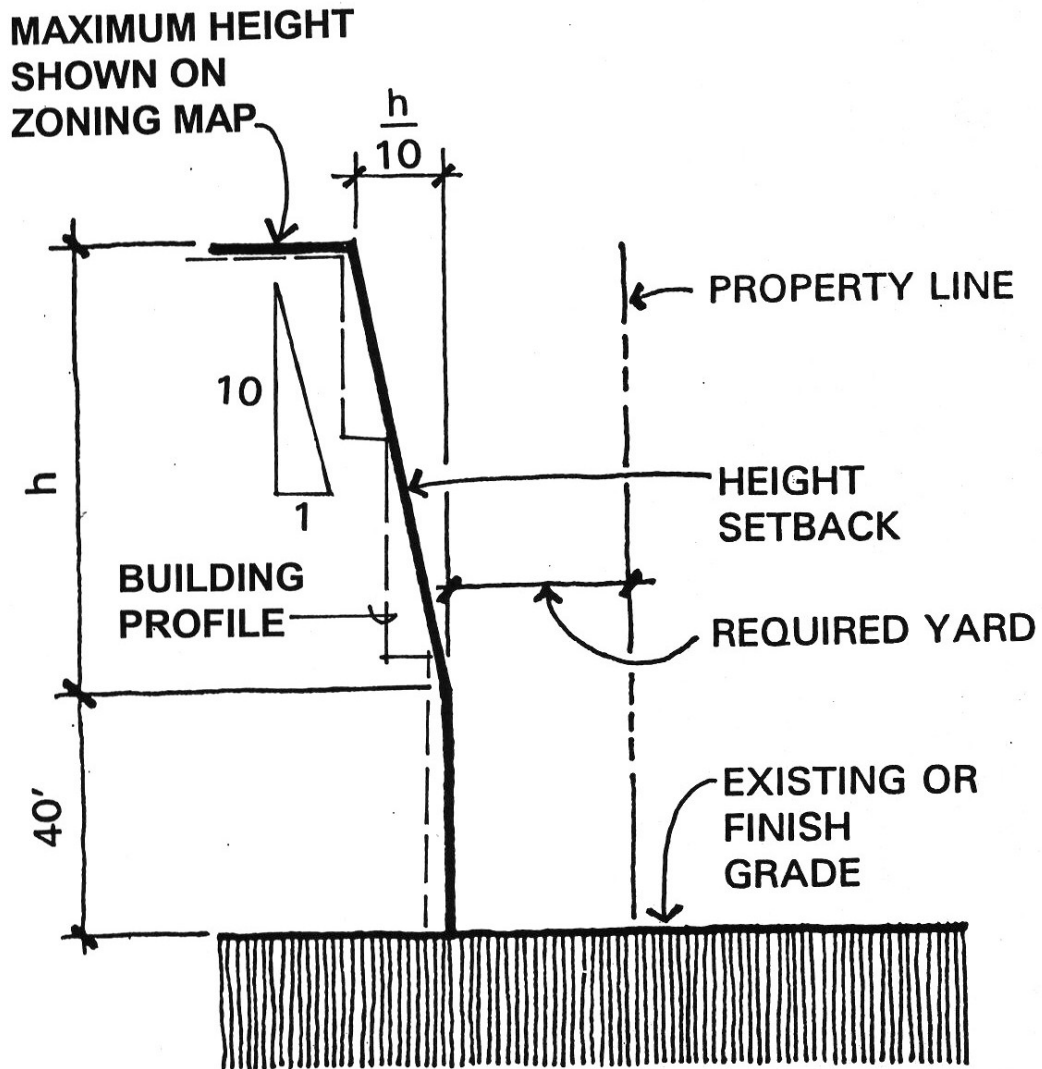 MAXIMUM HEIGHT
SHOWN ON
ZONING MAP
h
10
PROPERTY LINE
10
1
h
HEIGHT
SETBACK
BUILDING
PROFILE
REQUIRED YARD
40'
EXISTING OR
FINISH
GRADE